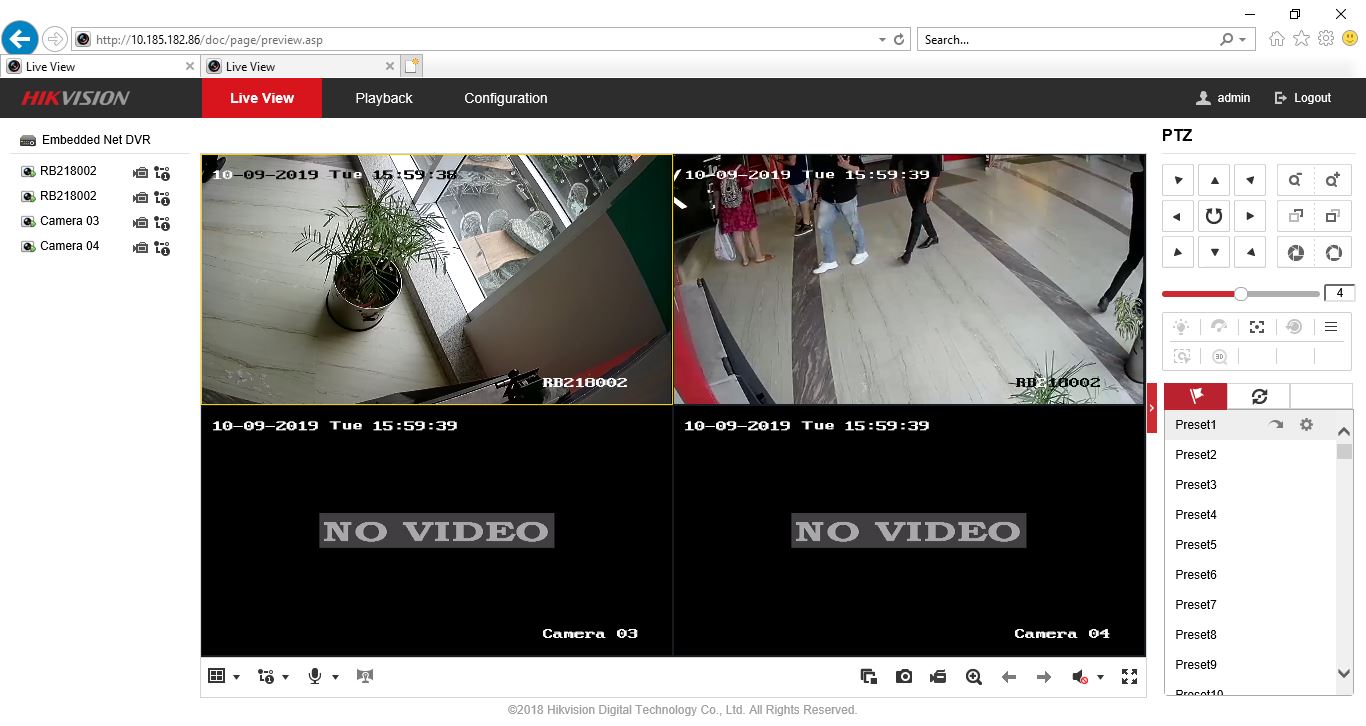 http://10.185.182.86/doc/page/preview.asp
Search...
Live View
Live View
HIKVISION
Live View
Playback
Configuration
admin
Logout
Embedded Net DVR
RB218002
RB218002
Camera 03
Camera 04
10-09-2019 Tue 15:59:38
RB218002
10-09-2019 Tue 15:59:39
RB218002
10-09-2019 Tue 15:59:39
NO VIDEO
Camera 03
10-09-2019 Tue 15:59:39
NO VIDEO
Camera 04
PTZ
4
3D
Preset1
Preset2
Preset3
Preset4
Preset5
Preset6
Preset7
Preset8
Preset9
Preset10
©2018 Hikvision Digital Technology Co., Ltd. All Rights Reserved.